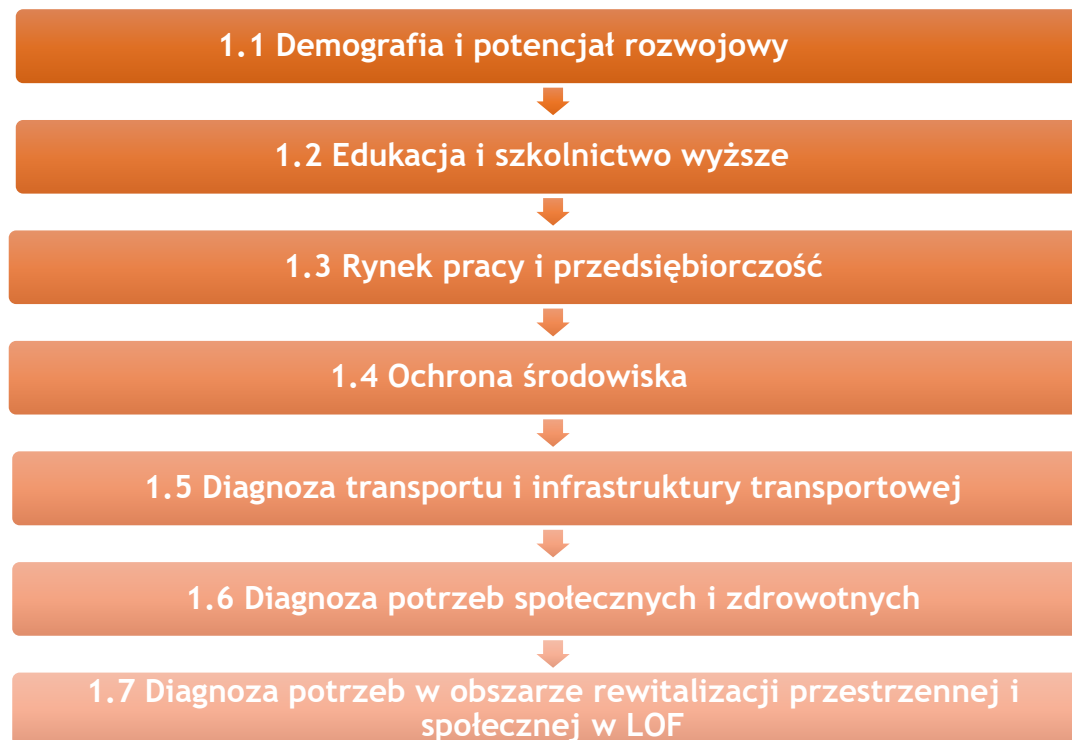 1.1 Demografia i potencjał rozwojowy
1.2 Edukacja i szkolnictwo wyższe
1.3 Rynek pracy i przedsiębiorczość
1.4 Ochrona środowiska
1.5 Diagnoza transportu i infrastruktury transportowej
1.6 Diagnoza potrzeb społecznych i zdrowotnych
1.7 Diagnoza potrzeb w obszarze rewitalizacji przestrzennej i
społecznej w LOF